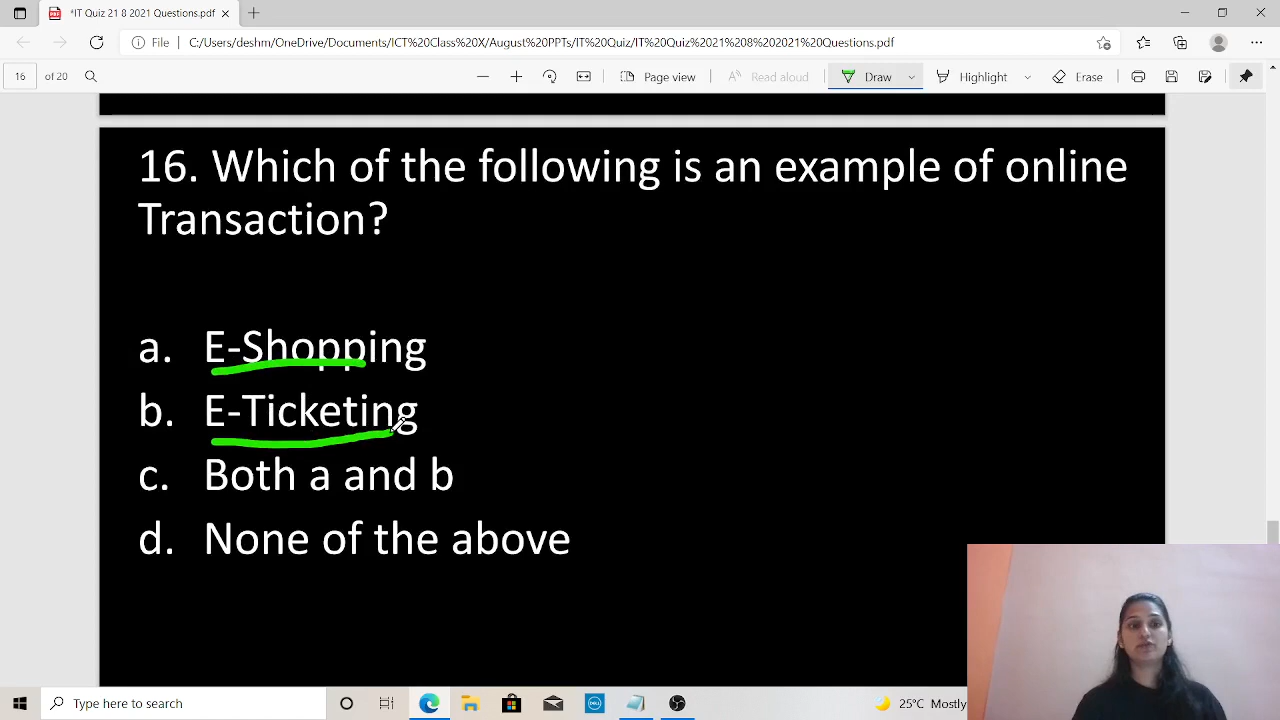 *IT Quiz 21 8 2021 Questions.pdf
File
C:/Users/deshm/OneDrive/Documents/ICT%20Class%20X/August%20PPTs/IT%20Quiz/IT%20Quiz%2021%208%202021%20Questions.pdf
16 of 20
Page view
Read aloud
Draw
Highlight
Erase
16. Which of the following is an example of online
Transaction?
a. E-Shopping
b. E-Ticketing
c. Both a and b
d. None of the above
Type here to search
DELL
25°C Mostly